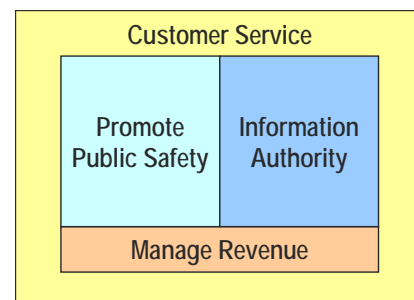 Customer Service
Promote
Public Safety
Information
Authority
Manage Revenue